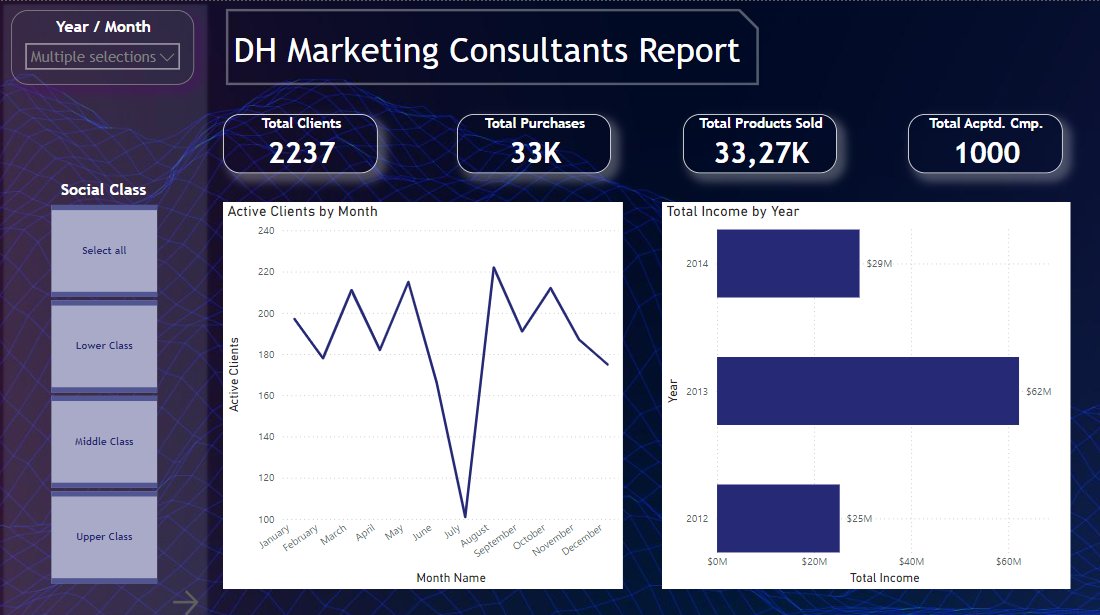 Year / Month
Multiple selections
DH Marketing Consultants Report
Total Clients
2237
Total Purchases
33K
Total Products Sold
33,27K
Total Acptd. Cmp.
1000
Social Class
Select all
Lower Class
Middle Class
Upper Class
Active Clients by Month
Active Clients
240
220
200
180
160
140
120
100
January
February
March
April
May
June
July
August
September
October
November
December
Month Name
Total Income by Year
Year
2014
$29M
2013
$62M
2012
$25M
$0M
$20M
$40M
$60M
Total Income